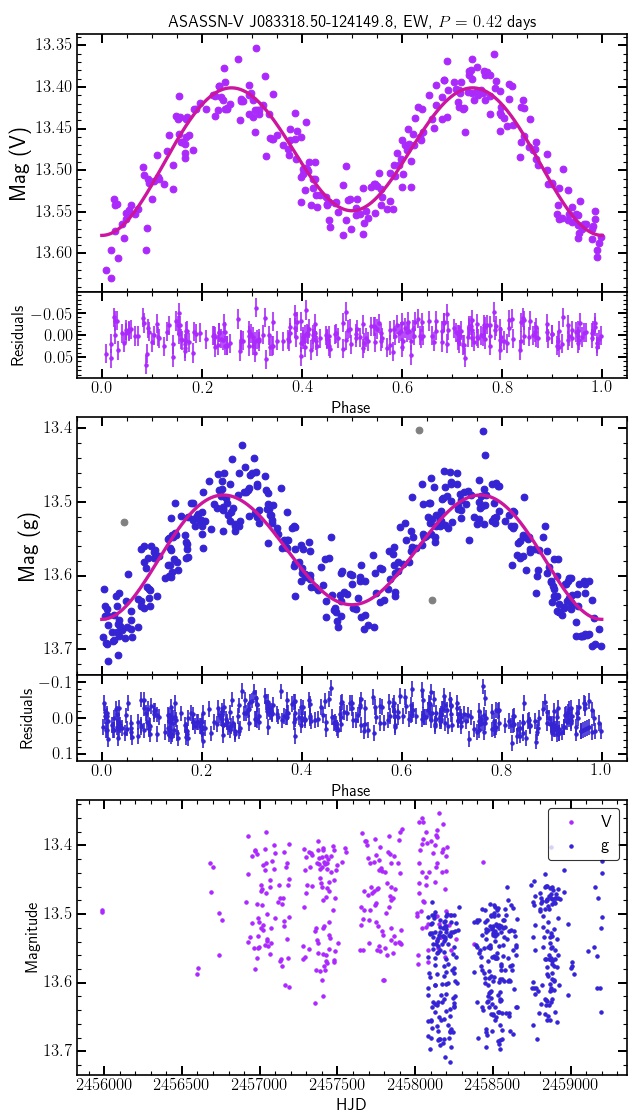 ASASSN-V J083318.50-124149.8, EW, P = 0.42 days
13.35
13.40
13.45
13.50
13.55
13.60
Mag (V)
−0.05
0.00
0.05
Residuals
0.0 0.2 0.4 0.6 0.8 1.0
Phase
13.4
13.5
13.6
13.7
Mag (g)
−0.1
0.0
0.1
Residuals
0.0 0.2 0.4 0.6 0.8 1.0
Phase
V
g
13.4
13.5
13.6
13.7
Magnitude
2456000 2456500 2457000 2457500 2458000 2458500 2459000
HJD